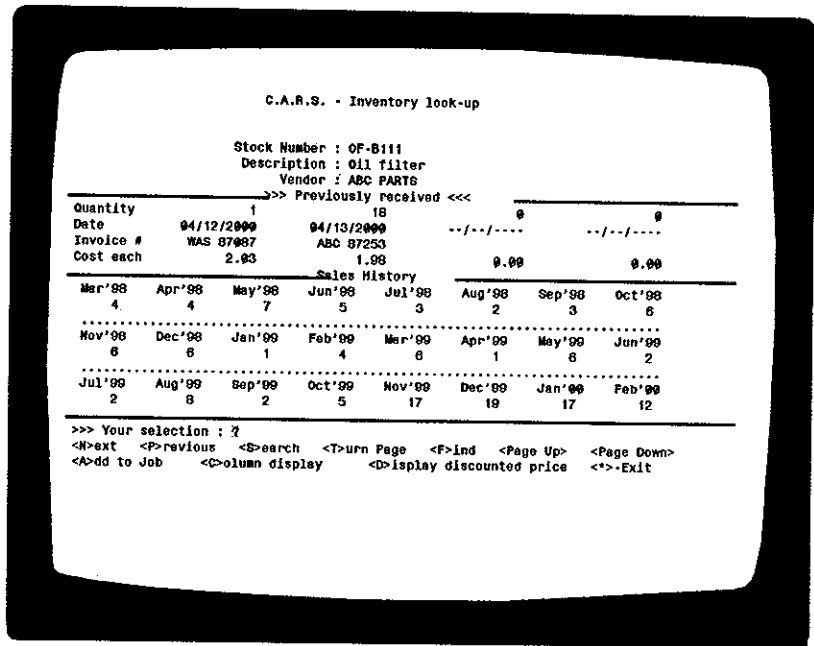 C.A.R.S. - Inventory look-up
Stock Number : OF-B111
Description : Oil filter
Vendor : ABC PARTS
>>> Previously received <<<
Quantity 1 18 0 0
Date 04/12/2000 04/13/2000 --/--/---- --/--/----
Invoice # WAS 87087 ABC 87253
Cost each 2.03 1.98 0.00 0.00
Sales History
Mar'98 Apr'98 May'98 Jun'98 Jul'98 Aug'98 Sep'98 Oct'98
4 4 7 5 3 2 3 6
Nov'98 Dec'98 Jan'99 Feb'99 Mar'99 Apr'99 May'99 Jun'99
6 6 1 4 6 1 6 2
Jul'99 Aug'99 Sep'99 Oct'99 Nov'99 Dec'99 Jan'00 Feb'00
2 8 2 5 17 19 17 12
>>> Your selection : ?
<N>ext <P>revious <S>earch <T>urn Page <F>ind <Page Up> <Page Down>
<A>dd to Job <C>olumn display <D>isplay discounted price <*>-Exit